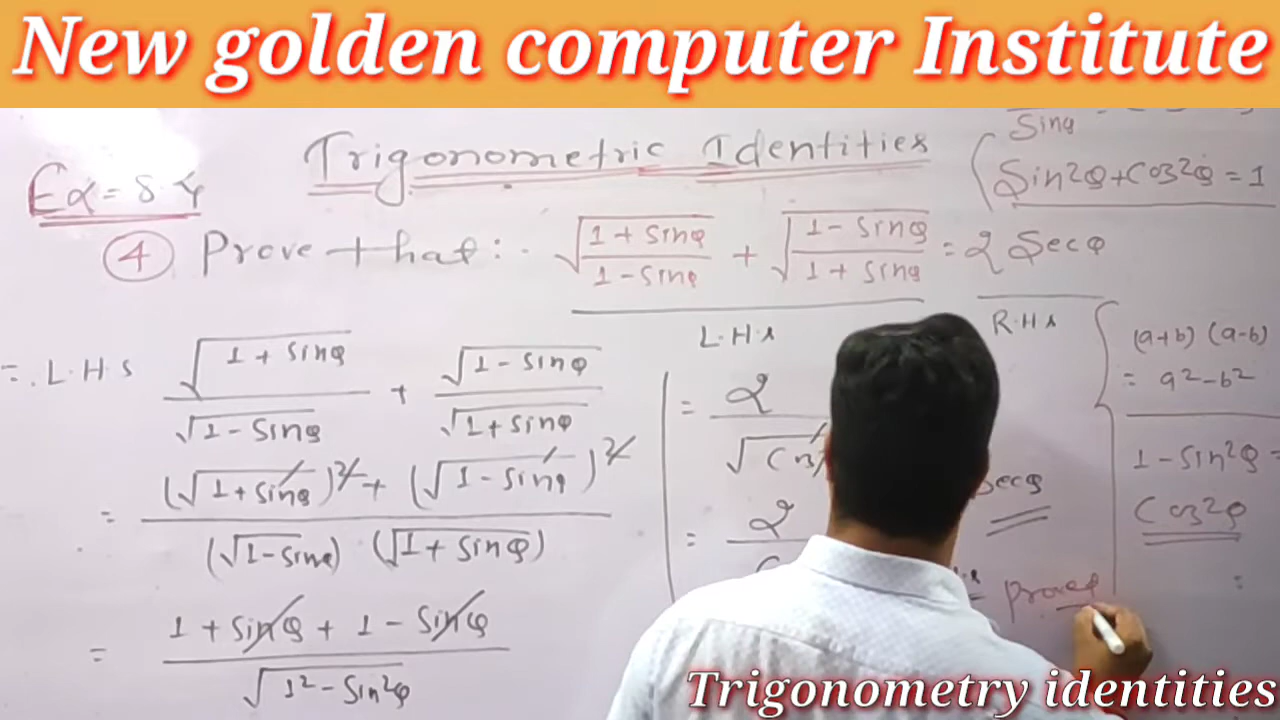 New golden computer Institute
Trigonometric Identities
Ex = 8.4
Sinθ
Sin²θ + Cos²θ = 1
④ Prove that :- √(1 + Sinθ)/(1 - Sinθ) + √(1 - Sinθ)/(1 + Sinθ) = 2 Secθ
L.H.S
R.H.S
= L.H.S √(1 + Sinθ) / √(1 - Sinθ) + √(1 - Sinθ) / √(1 + Sinθ)
= (√1 + Sinθ)² + (√1 - Sinθ)² / (√1 - Sinθ) (√1 + Sinθ)
= 1 + Sinθ + 1 - Sinθ / √1² - Sin²θ
= 2 / √Cos
= 2
Secθ
Proved
(a+b) (a-b)
= a² - b²
1 - Sin²θ =
Cos²θ
Trigonometry identities